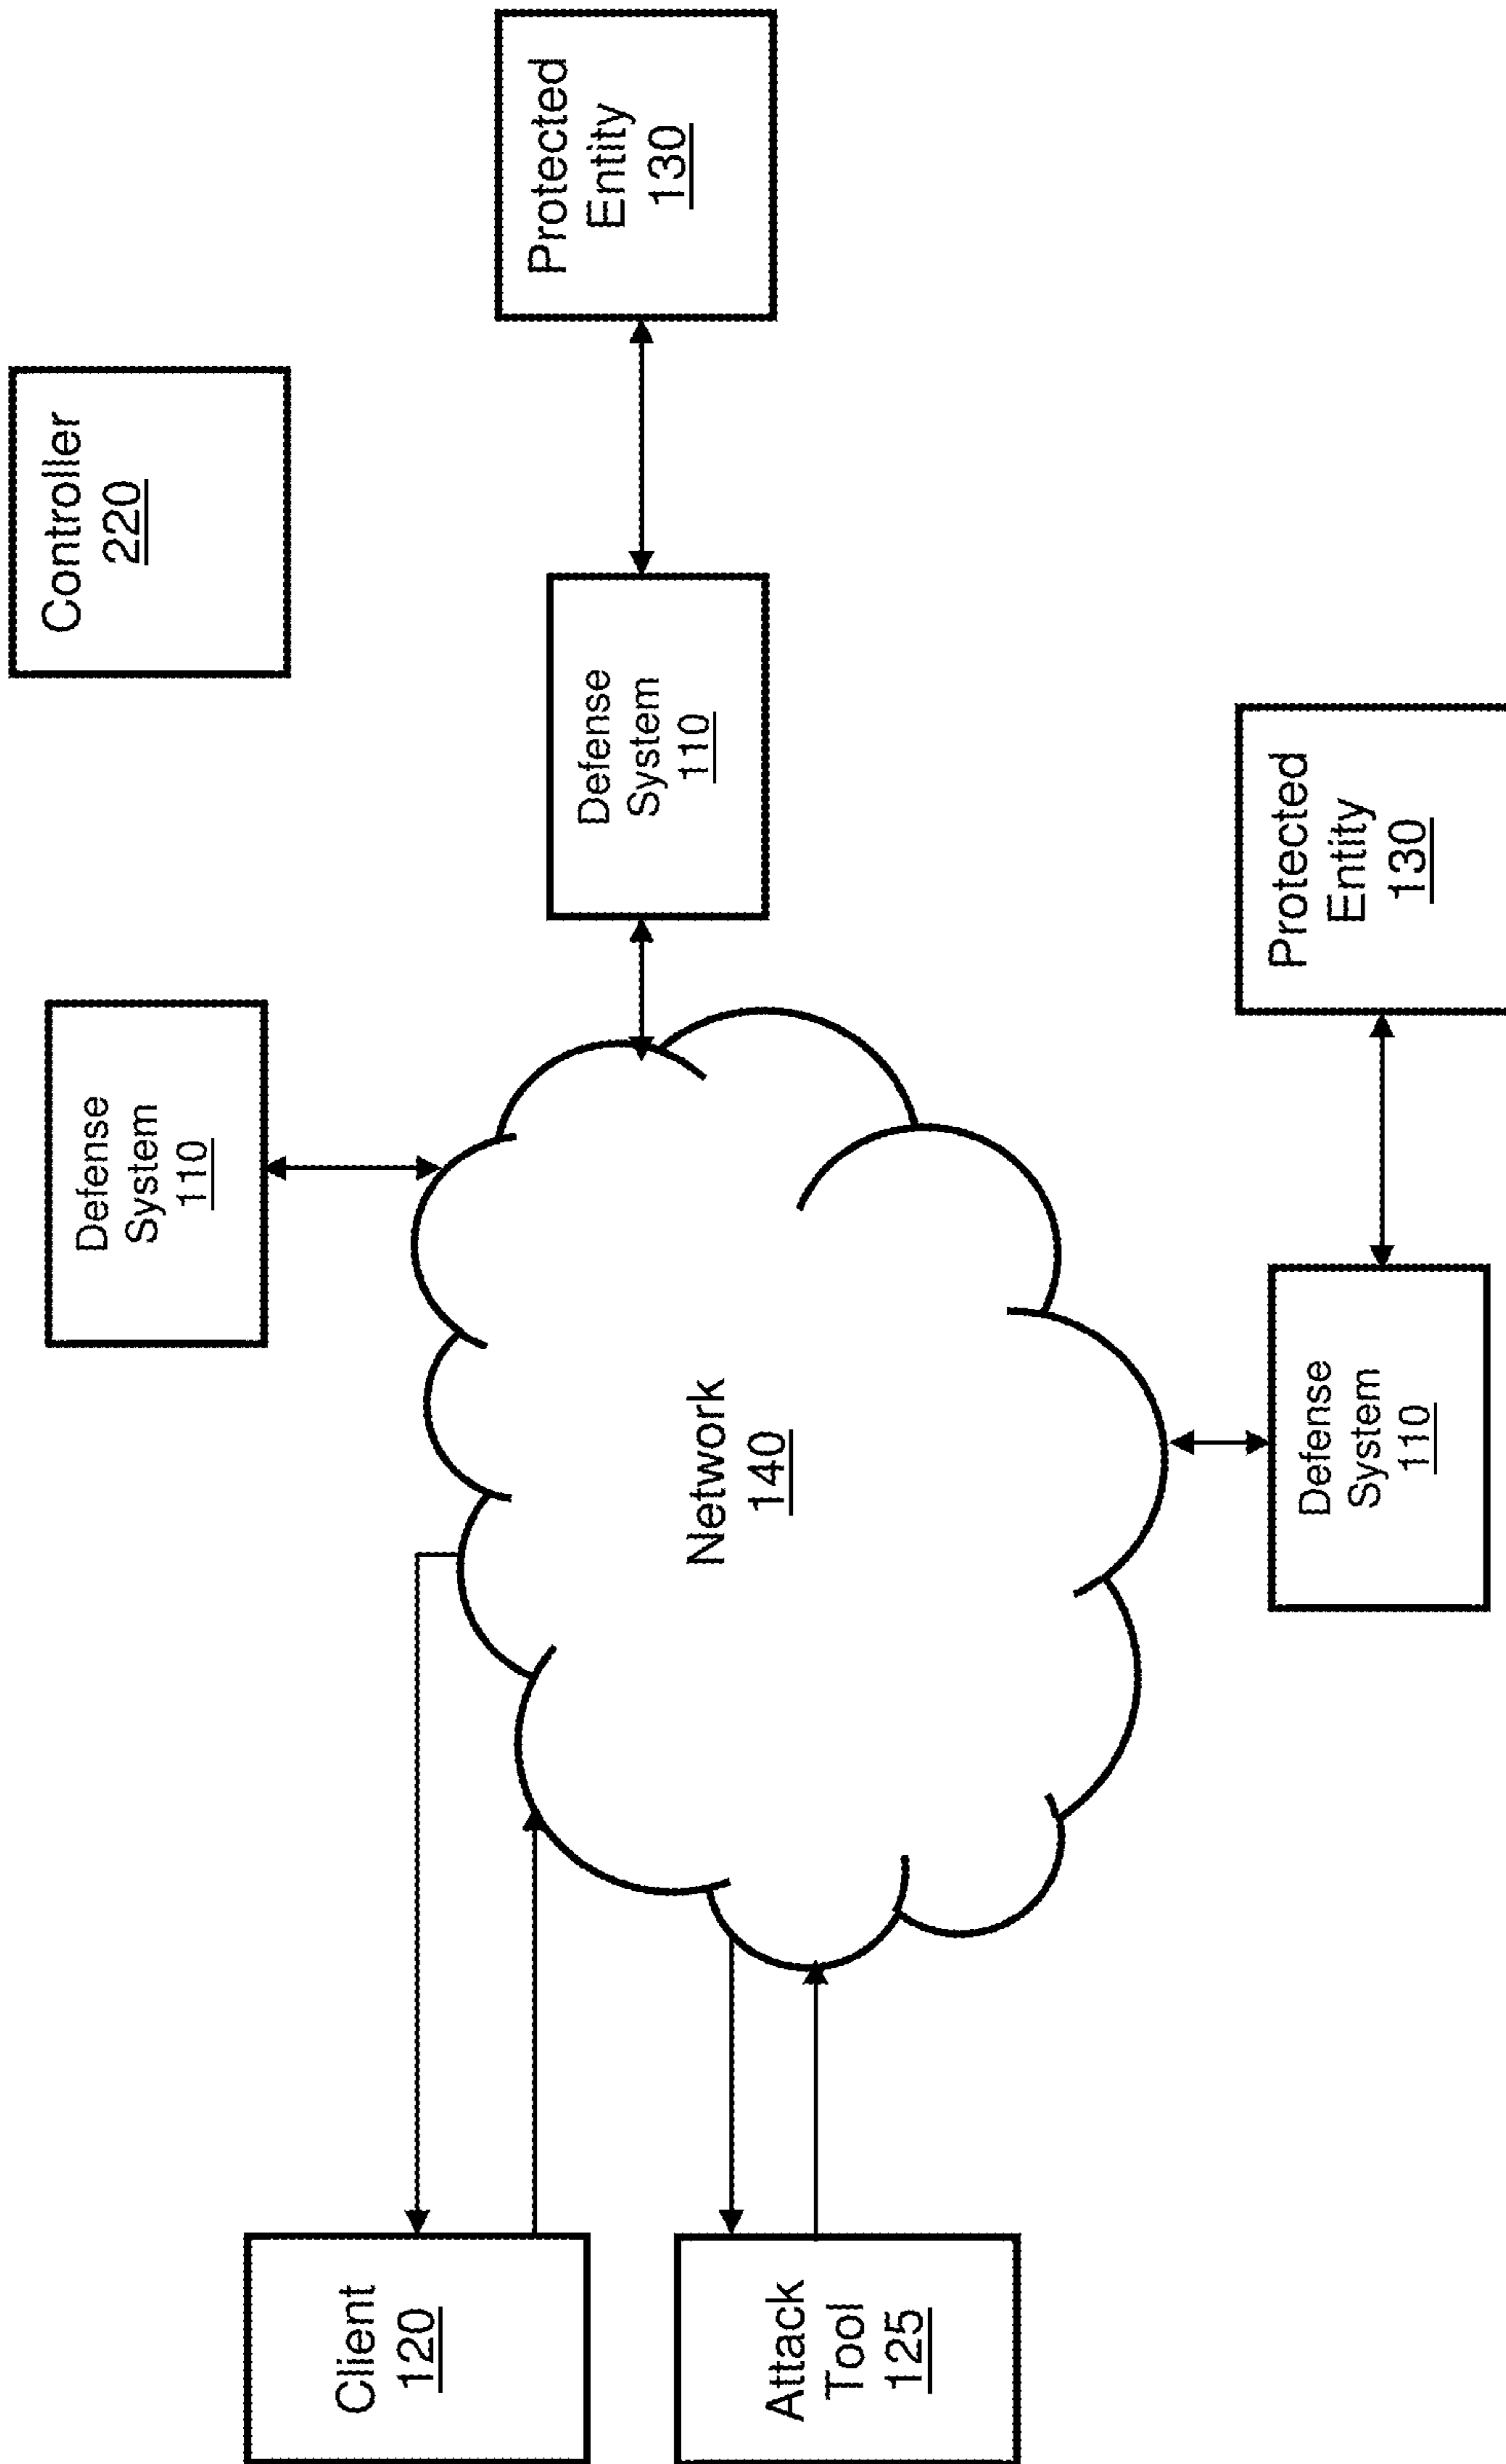 Controller
220
Defense
System
110
Defense
System
110
Protected
Entity
130
Client
120
Network
140
Attack
Tool
125
Defense
System
110
Protected
Entity
130